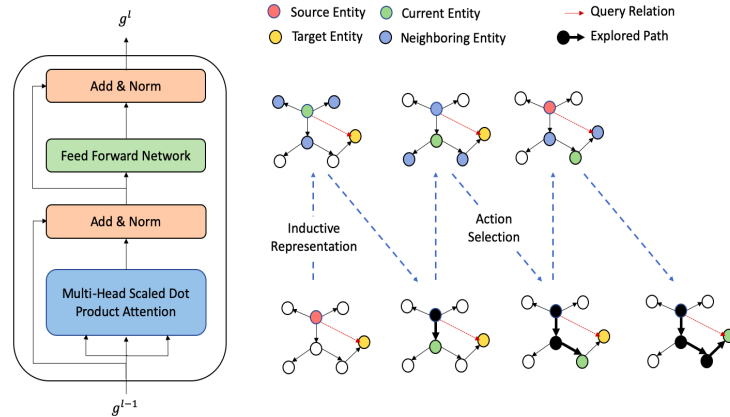 g^l
Add & Norm
Feed Forward Network
Add & Norm
Multi-Head Scaled Dot
Product Attention
g^{l-1}
Source Entity
Current Entity
Query Relation
Target Entity
Neighboring Entity
Explored Path
Inductive
Representation
Action
Selection